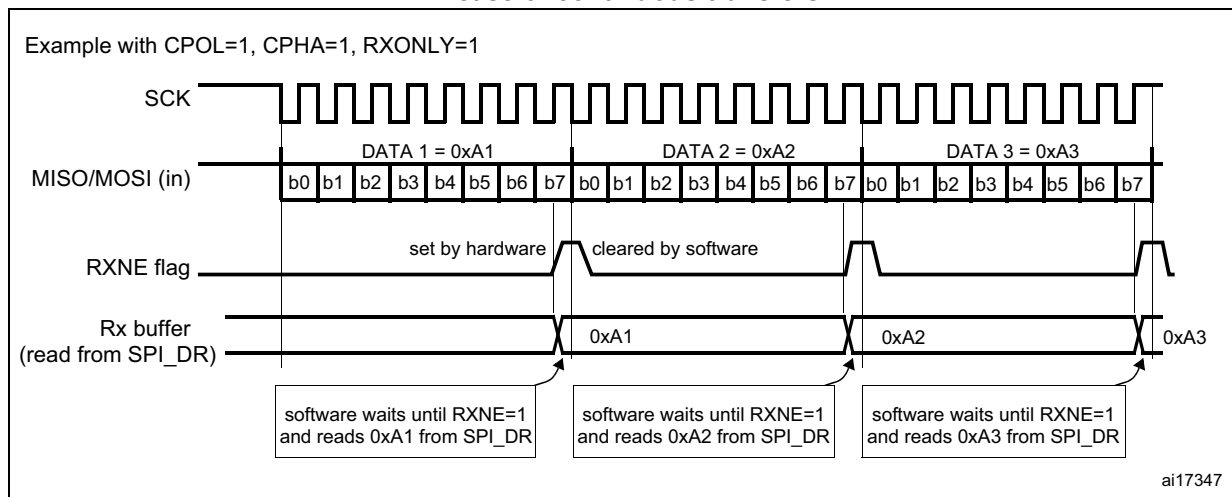 Example with CPOL=1, CPHA=1, RXONLY=1
SCK
DATA 1 = 0xA1 DATA 2 = 0xA2 DATA 3 = 0xA3
MISO/MOSI (in) b0 b1 b2 b3 b4 b5 b6 b7 b0 b1 b2 b3 b4 b5 b6 b7 b0 b1 b2 b3 b4 b5 b6 b7
set by hardware cleared by software
RXNE flag
Rx buffer
(read from SPI_DR)
0xA1 0xA2 0xA3
software waits until RXNE=1
and reads 0xA1 from SPI_DR
software waits until RXNE=1
and reads 0xA2 from SPI_DR
software waits until RXNE=1
and reads 0xA3 from SPI_DR
ai17347